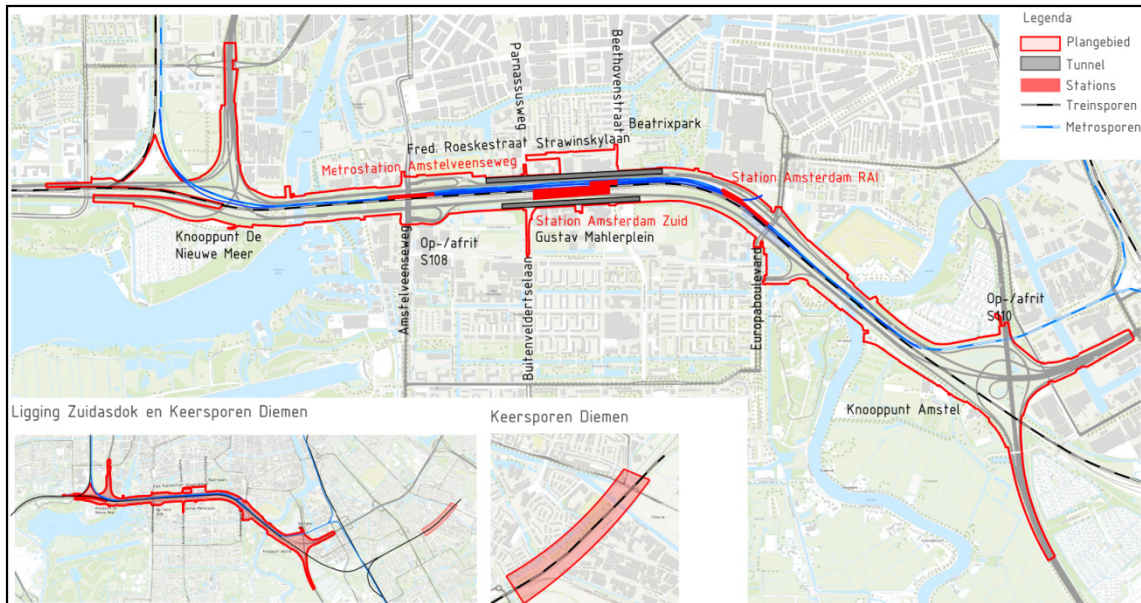 Legenda
Plangebied
Tunnel
Stations
Treinsporen
Metrosporen
Parnassusweg
Beethovenstraat
Beatrixpark
Fred. Roeskestraat
Strawinskylaan
Metrostation Amstelveenseweg
Station Amsterdam RAI
Station Amsterdam Zuid
Gustav Mahlerplein
Knooppunt De
Nieuwe Meer
Op-/afrit
S108
Amstelveenseweg
Buitenveldertselaan
Europaboulevard
Op-/afrit
S110
Knooppunt Amstel
Ligging Zuidasdok en Keersporen Diemen
Keersporen Diemen